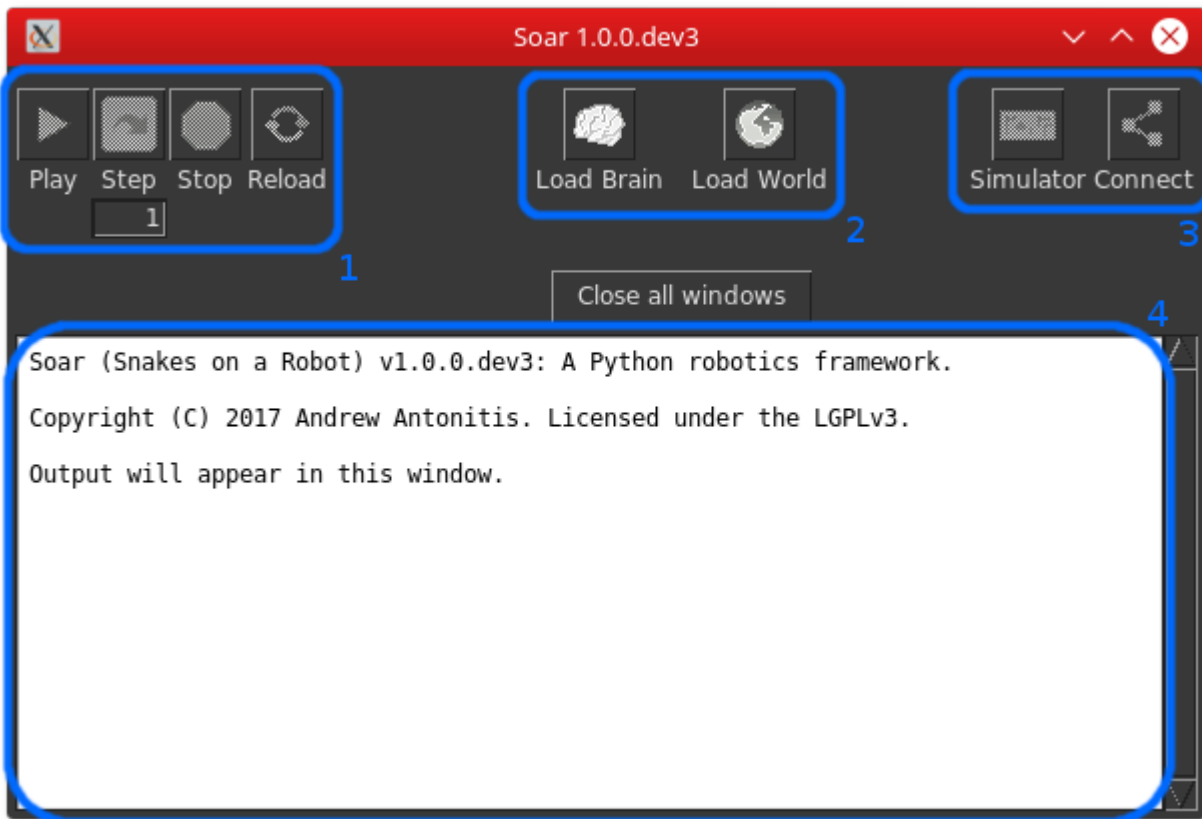 Soar 1.0.0.dev3
Play Step Stop Reload
1
Load Brain Load World
Simulator Connect
1
2
3
Close all windows
4
Soar (Snakes on a Robot) v1.0.0.dev3: A Python robotics framework.
Copyright (C) 2017 Andrew Antonitis. Licensed under the LGPLv3.
Output will appear in this window.